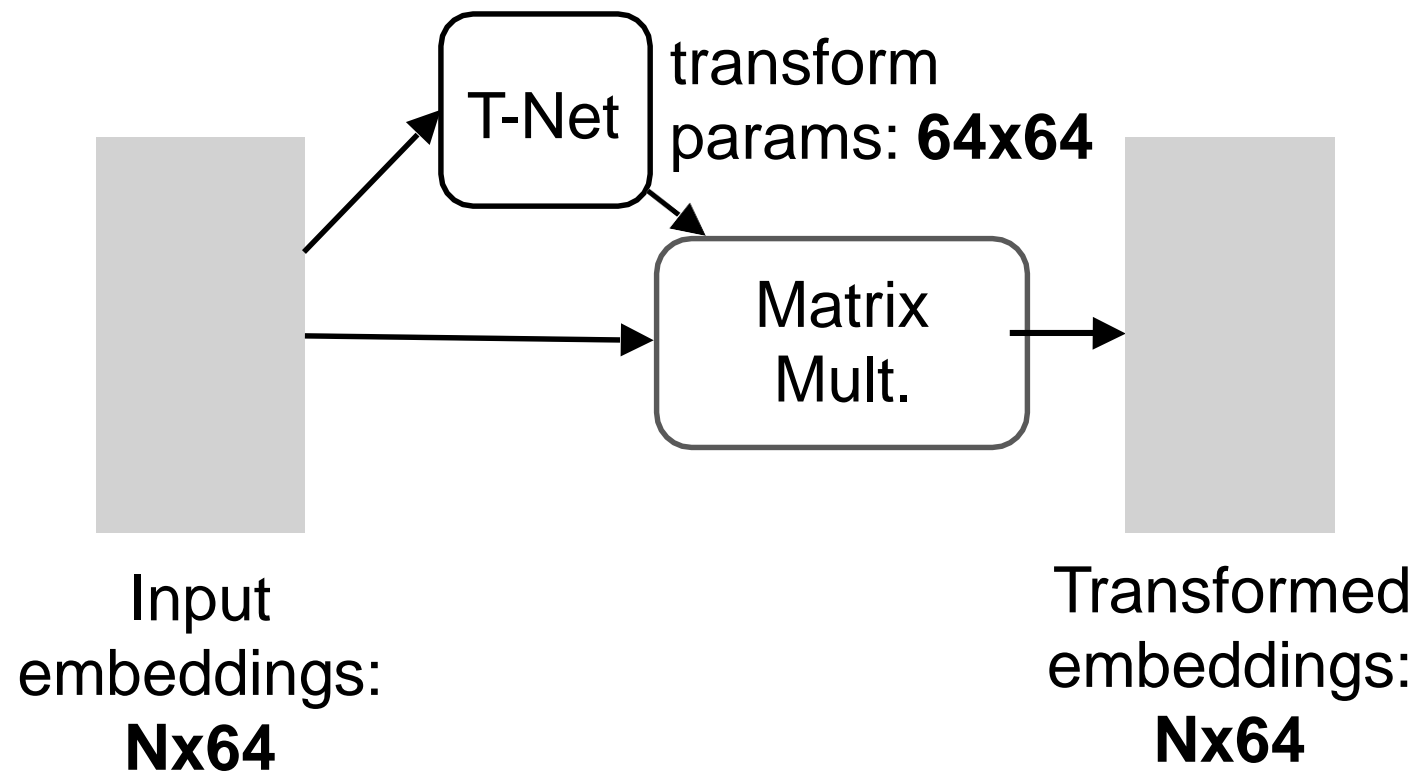 T-Net
transform
params: 64x64
Matrix
Mult.
Input
embeddings:
Nx64
Transformed
embeddings:
Nx64